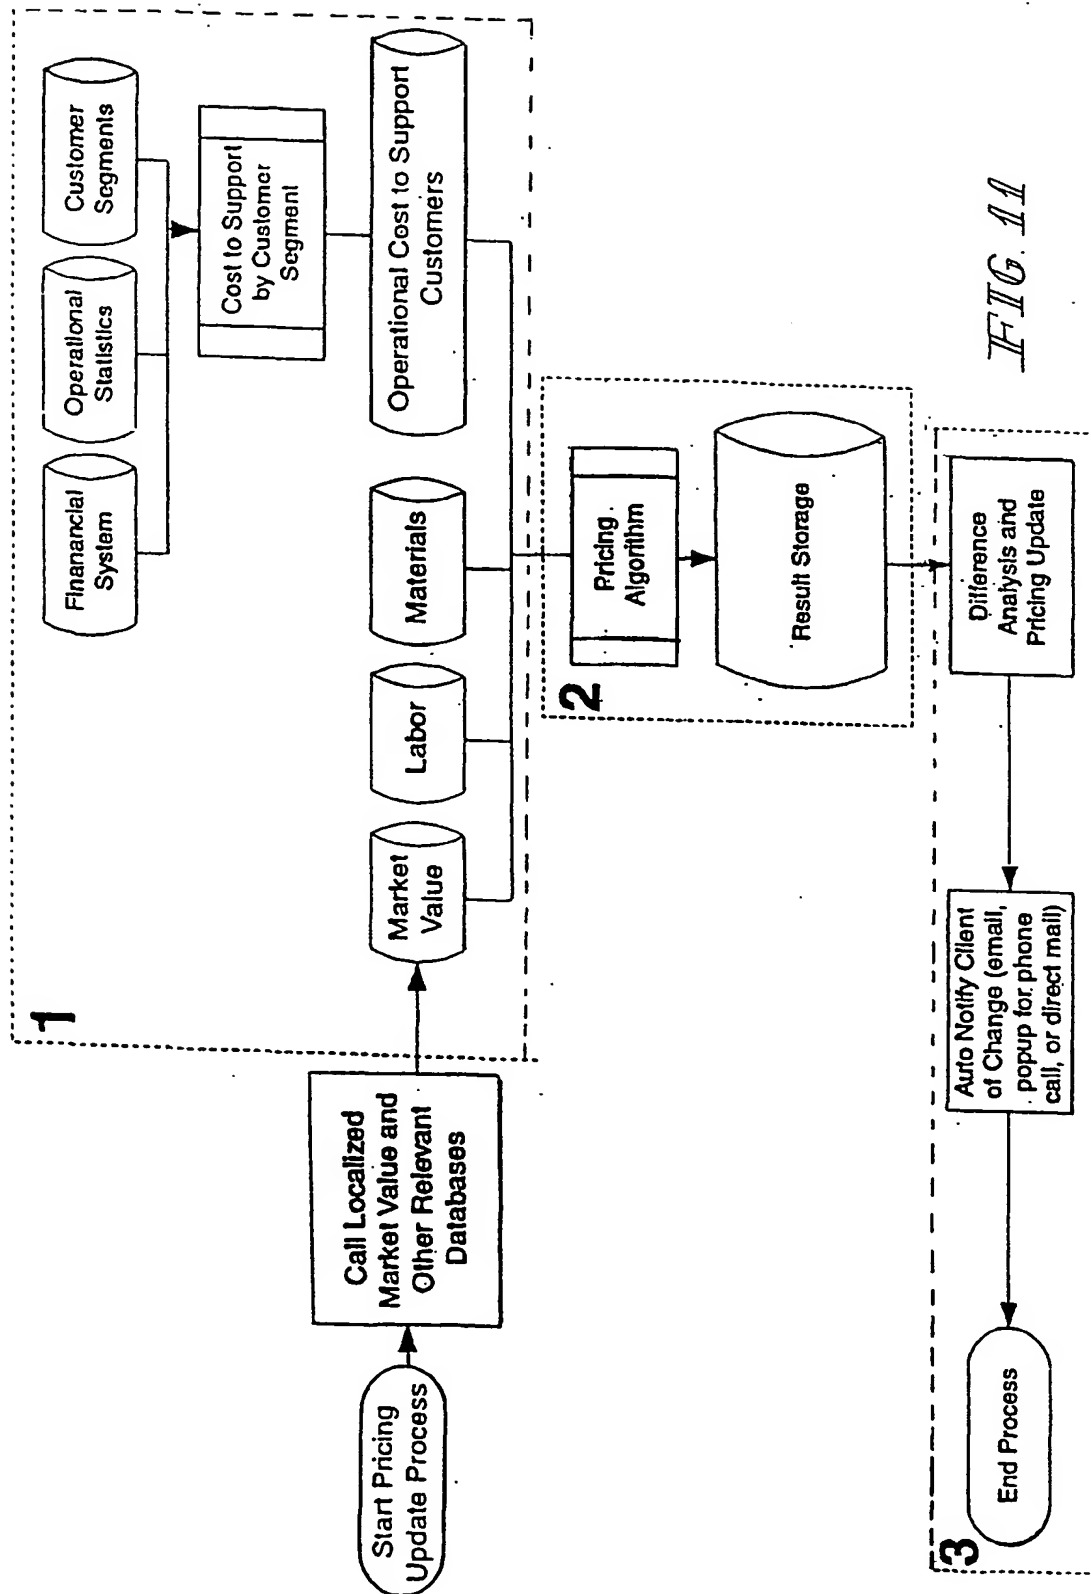 1
Finanancial
System
Operational
Statistics
Customer
Segments
Cost to Support
by Customer
Segment
Start Pricing
Update Process
Call Localized
Market Value and
Other Relevant
Databases
Market
Value
Labor
Materials
Operational Cost to Support
Customers
2
Pricing
Algorithm
Result Storage
3
End Process
Auto Notify Client
of Change (email,
popup for phone
call, or direct mail)
Difference
Analysis and
Pricing Update
FIG. 11